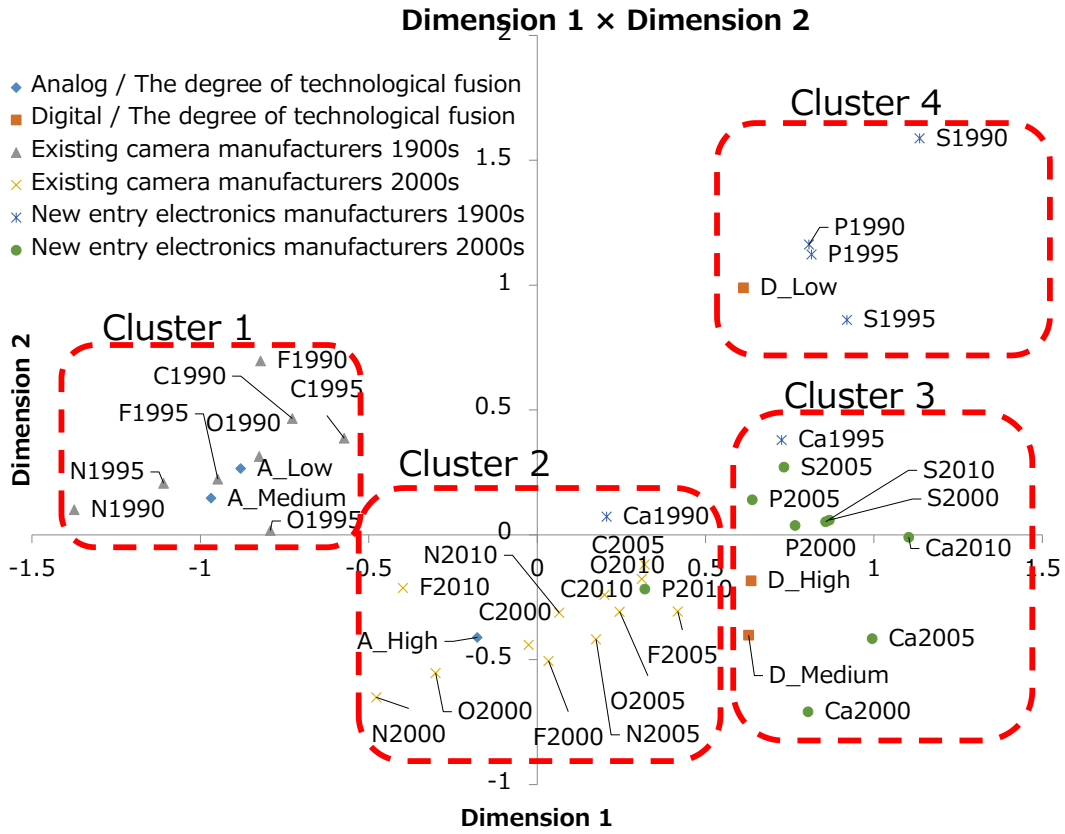 Dimension 1 × Dimension 2
2
Analog / The degree of technological fusion
Digital / The degree of technological fusion
Existing camera manufacturers 1900s
Existing camera manufacturers 2000s
New entry electronics manufacturers 1900s
New entry electronics manufacturers 2000s
Cluster 4
1.5
S1990
P1990
P1995
1
D_Low
S1995
Cluster 1
Dimension 2
F1990
C1990
C1995
F1995
O1990
0.5
Cluster 3
Ca1995
N1995
A_Low
Cluster 2
S2005
S2010
S2000
N1990
A_Medium
P2005
O1995
Ca1990
0
C2005
P2000
Ca2010
-1.5
-1
-0.5
0
0.5
1
1.5
N2010
O2010
F2010
C2010
P2010
D_High
C2000
A_High
-0.5
F2005
Ca2005
D_Medium
O2005
O2000
N2000
F2000
N2005
Ca2000
-1
Dimension 1